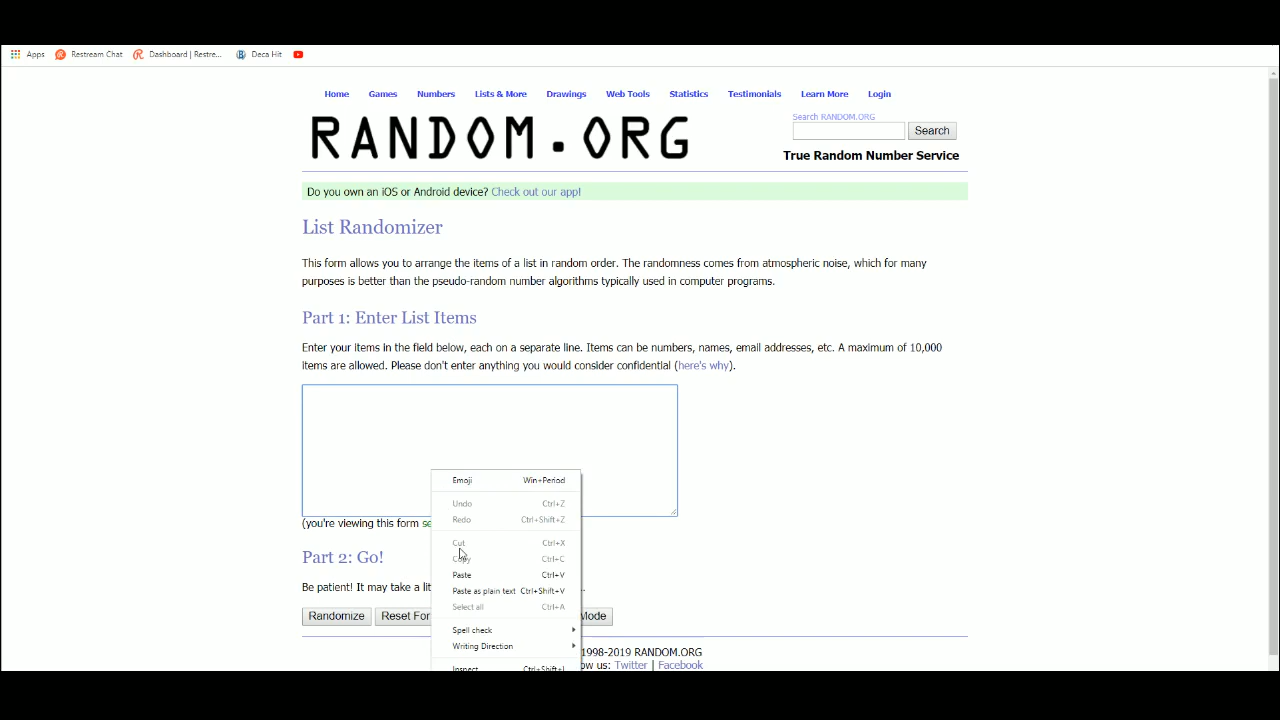 Apps Restream Chat Dashboard | Restre... Deca Hit
Home Games Numbers Lists & More Drawings Web Tools Statistics Testimonials Learn More Login
RANDOM.ORG
Search RANDOM.ORG
Search
True Random Number Service
Do you own an iOS or Android device? Check out our app!
List Randomizer
This form allows you to arrange the items of a list in random order. The randomness comes from atmospheric noise, which for many
purposes is better than the pseudo-random number algorithms typically used in computer programs.
Part 1: Enter List Items
Enter your items in the field below, each on a separate line. Items can be numbers, names, email addresses, etc. A maximum of 10,000
items are allowed. Please don't enter anything you would consider confidential (here's why).
Emoji Win+Period
Undo Ctrl+Z
Redo Ctrl+Shift+Z
Cut Ctrl+X
Copy Ctrl+C
Paste Ctrl+V
Paste as plain text Ctrl+Shift+V
Select all Ctrl+A
Spell check
Writing Direction
Inspect Ctrl+Shift+I
(you're viewing this form
Part 2: Go!
Be patient! It may take a
Randomize Reset For Mode
1998-2019 RANDOM.ORG
us: Twitter | Facebook